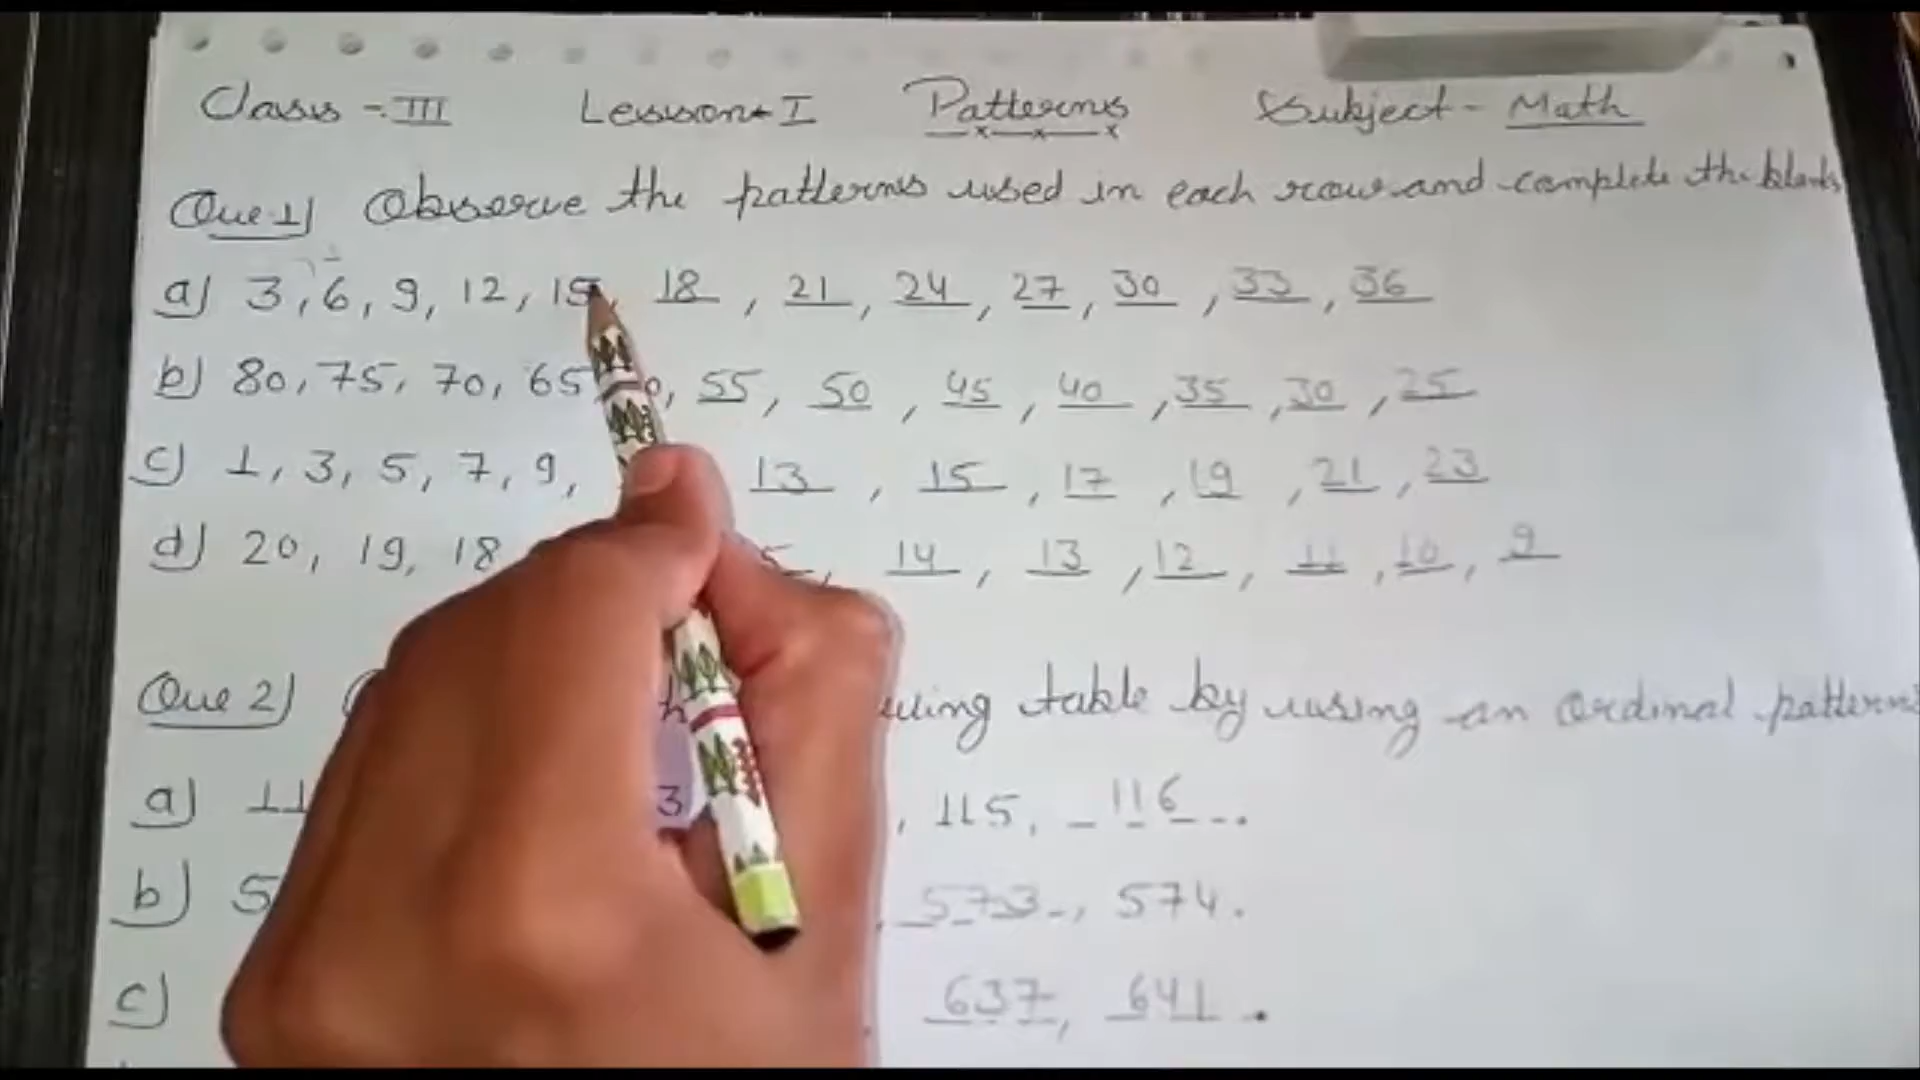 Class - III Lesson-I Patterns Subject - Math
Que 1) Observe the patterns used in each row and complete the blanks
a) 3, 6, 9, 12, 15, 18, 21, 24, 27, 30, 33, 36
b) 80, 75, 70, 65, 55, 50, 45, 40, 35, 30, 25
c) 1, 3, 5, 7, 9, 13, 15, 17, 19, 21, 23
d) 20, 19, 18 14, 13, 12, 11, 10, 9
Que 2) table by using an ordinal pattern
a) 115, 116.
b) 573, 574.
c) 637, 641.